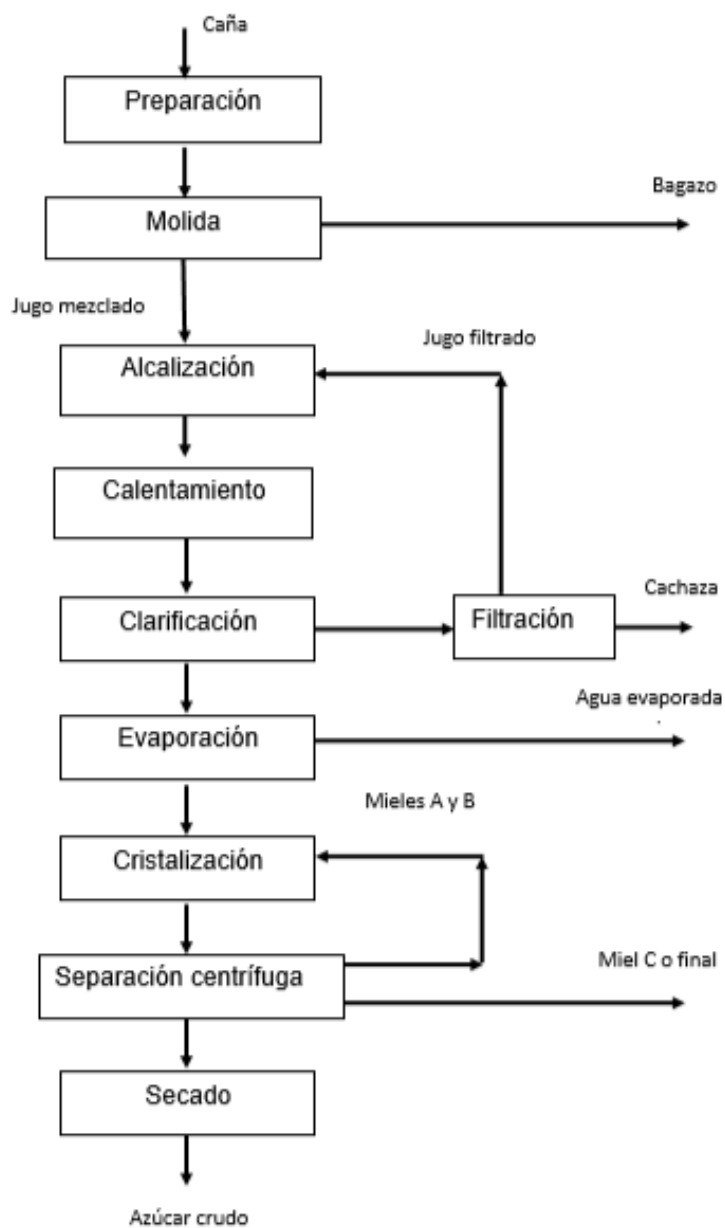 Caña
Preparación
Bagazo
Molida
Jugo mezclado
Jugo filtrado
Alcalización
Calentamiento
Cachaza
Clarificación
Filtración
Agua evaporada
Evaporación
Mieles A y B
Cristalización
Separación centrífuga
Miel C o final
Secado
Azúcar crudo